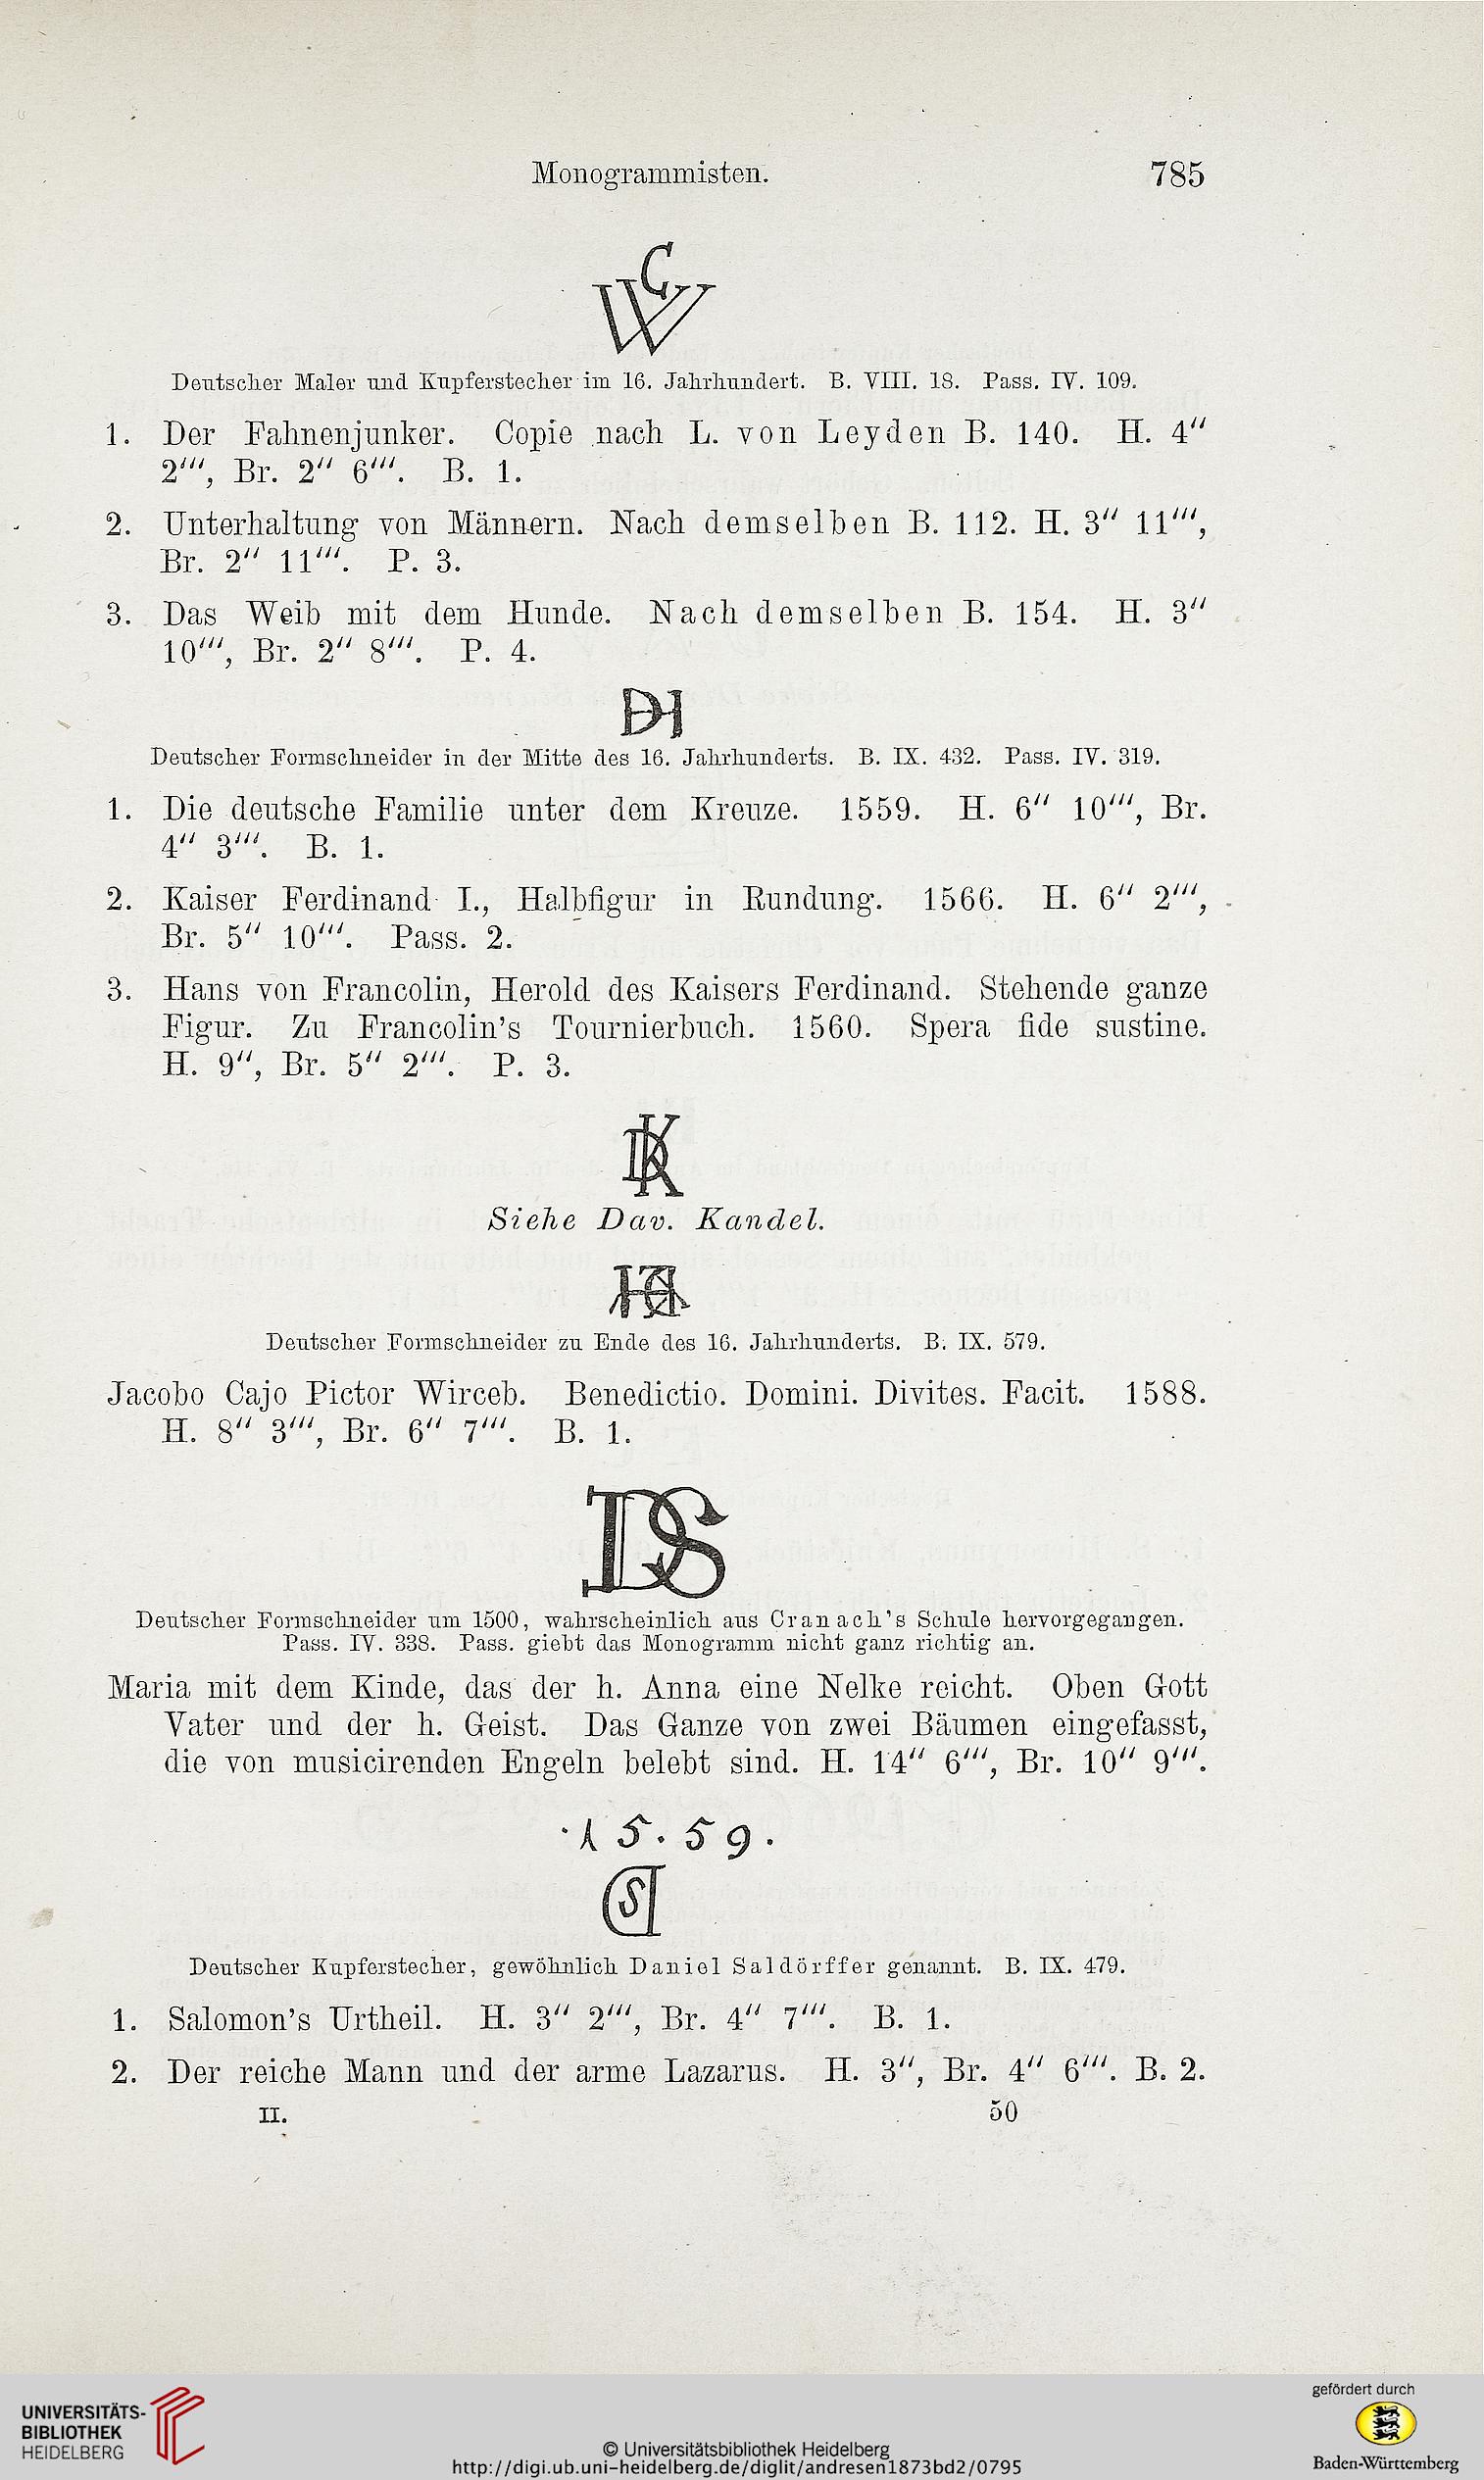 Monogrammisten. 785
Deutscher Maler und Kupferstecher im 16. Jahrhundert. B. VIII. 18. Pass. IV. 109.
1. Der Fahnenjunker. Copie nach L. von Leyden B. 140. H. 4″
2‴, Br. 2″ 6‴. B. 1.
2. Unterhaltung von Männern. Nach demselben B. 112. H. 3″ 11‴,
Br. 2″ 11‴. P. 3.
3. Das Weib mit dem Hunde. Nach demselben B. 154. H. 3″
10‴, Br. 2″ 8‴. P. 4.
Deutscher Formschneider in der Mitte des 16. Jahrhunderts. B. IX. 432. Pass. IV. 319.
1. Die deutsche Familie unter dem Kreuze. 1559. H. 6″ 10‴, Br.
4″ 3‴. B. 1.
2. Kaiser Ferdinand I., Halbfigur in Rundung. 1566. H. 6″ 2‴,
Br. 5″ 10‴. Pass. 2.
3. Hans von Francolin, Herold des Kaisers Ferdinand. Stehende ganze
Figur. Zu Francolin's Tournierbuch. 1560. Spera fide sustine.
H. 9″, Br. 5″ 2‴. P. 3.
Siehe Dav. Kandel.
Deutscher Formschneider zu Ende des 16. Jahrhunderts. B. IX. 579.
Jacobo Cajo Pictor Wirceb. Benedictio. Domini. Divites. Facit. 1588.
H. 8″ 3‴, Br. 6″ 7‴. B. 1.
DS
Deutscher Formschneider um 1500, wahrscheinlich aus Cranach's Schule hervorgegangen.
Pass. IV. 338. Pass. giebt das Monogramm nicht ganz richtig an.
Maria mit dem Kinde, das der h. Anna eine Nelke reicht. Oben Gott
Vater und der h. Geist. Das Ganze von zwei Bäumen eingefasst,
die von musicirenden Engeln belebt sind. H. 14″ 6‴, Br. 10″ 9‴.
·15·59·
Deutscher Kupferstecher, gewöhnlich Daniel Saldörffer genannt. B. IX. 479.
1. Salomon's Urtheil. H. 3″ 2‴, Br. 4″ 7‴. B. 1.
2. Der reiche Mann und der arme Lazarus. H. 3″, Br. 4″ 6‴. B. 2.
II. 50
UNIVERSITÄTS-
BIBLIOTHEK
HEIDELBERG
© Universitätsbibliothek Heidelberg
http://digi.ub.uni-heidelberg.de/diglit/andresen1873bd2/0795
gefördert durch
Baden-Württemberg